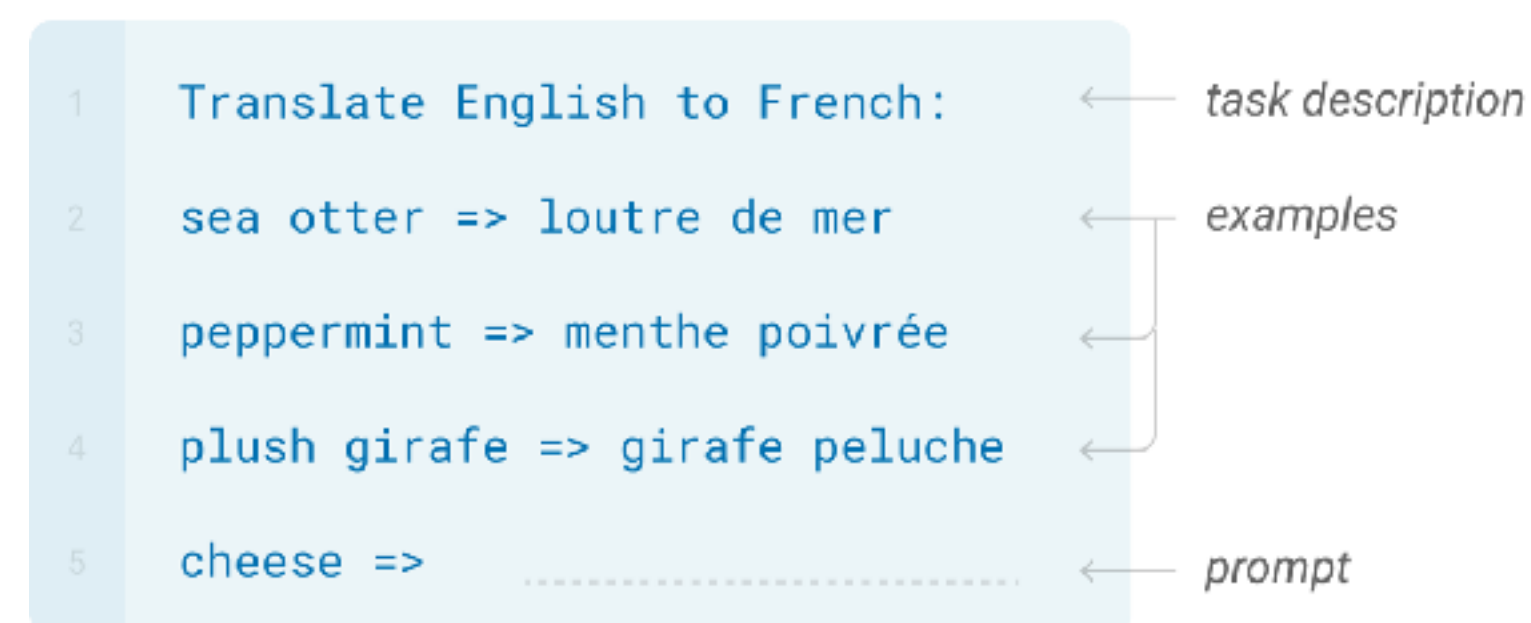 1 Translate English to French: task description
2 sea otter => loutre de mer examples
3 peppermint => menthe poivrée
4 plush girafe => girafe peluche
5 cheese => prompt